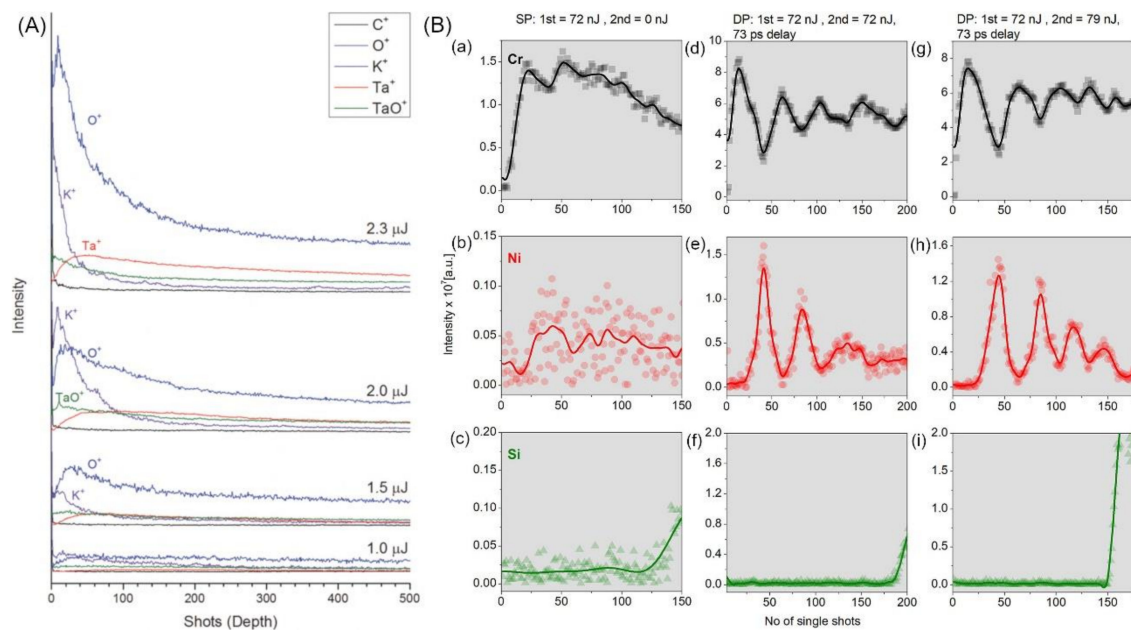 (A)
C+
O+
K+
Ta+
TaO+
O+
K+
Ta+
2.3 µJ
K+
O+
TaO+
2.0 µJ
O+
K+
1.5 µJ
1.0 µJ
Intensity
0 100 200 300 400 500
Shots (Depth)
(B)
SP: 1st = 72 nJ , 2nd = 0 nJ
DP: 1st = 72 nJ , 2nd = 72 nJ,
73 ps delay
DP: 1st = 72 nJ , 2nd = 79 nJ,
73 ps delay
(a)
Cr
1.5
1.0
0.5
0.0
0 50 100 150
(d)
10
8
6
4
2
0
0 50 100 150 200
(g)
10
8
6
4
2
0
0 50 100 150
Intensity x 10⁷[a.u.]
(b)
Ni
0.15
0.10
0.05
0.00
0 50 100 150
(e)
1.5
1.0
0.5
0.0
0 50 100 150 200
(h)
1.6
1.2
0.8
0.4
0.0
0 50 100 150
(c)
Si
0.20
0.15
0.10
0.05
0.00
0 50 100 150
(f)
2.0
1.6
1.2
0.8
0.4
0.0
0 50 100 150 200
(i)
2.0
1.6
1.2
0.8
0.4
0.0
0 50 100 150
No of single shots